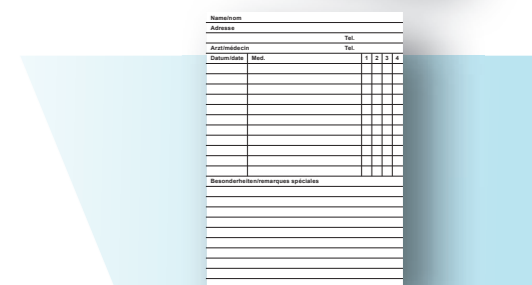 Name/nom
Adresse
Tel.
Arzt/médecin Tel.
Datum/date Med. 1 2 3 4
Besonderheiten/remarques spéciales